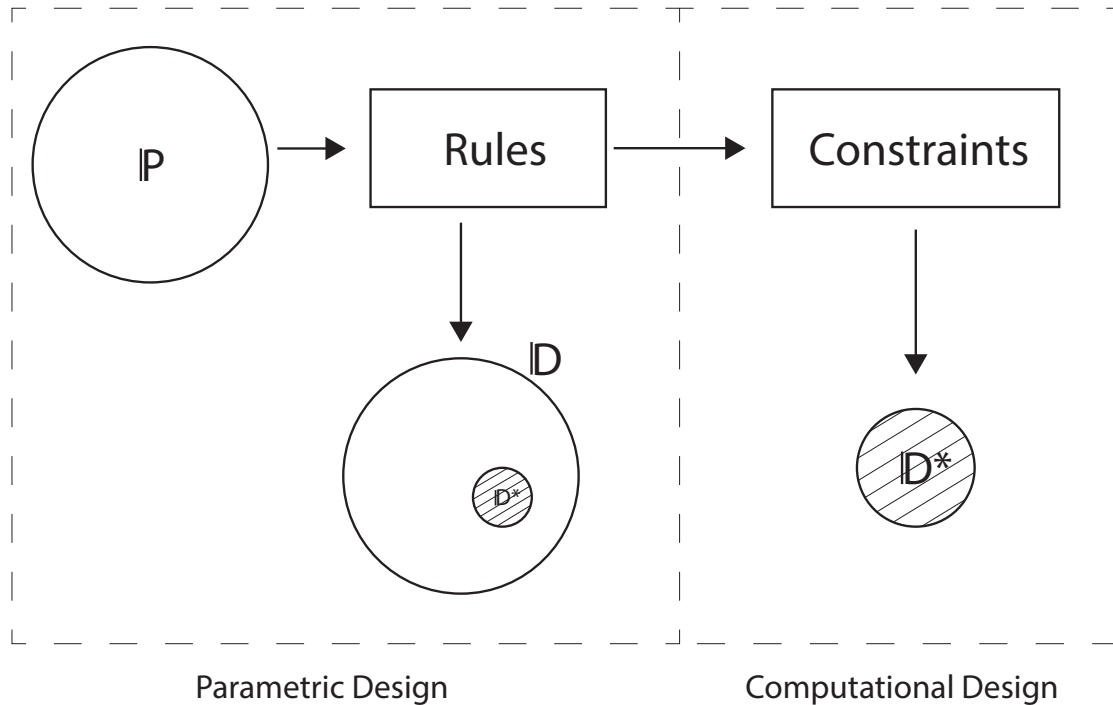 ℙ
Rules
Constraints
𝔻
𝔻*
𝔻*
Parametric Design
Computational Design